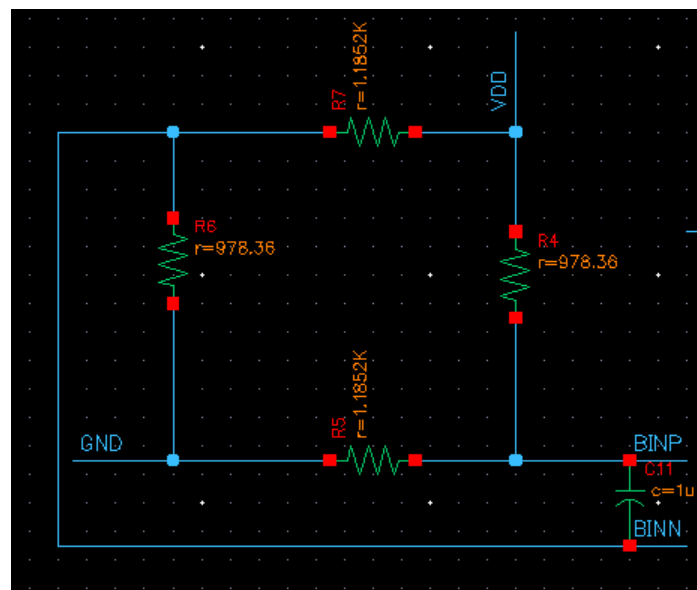 VDD
R7
r=1.1852K
R6
r=978.36
R4
r=978.36
R5
r=1.1852K
GND
BINP
C11
c=1u
BINN